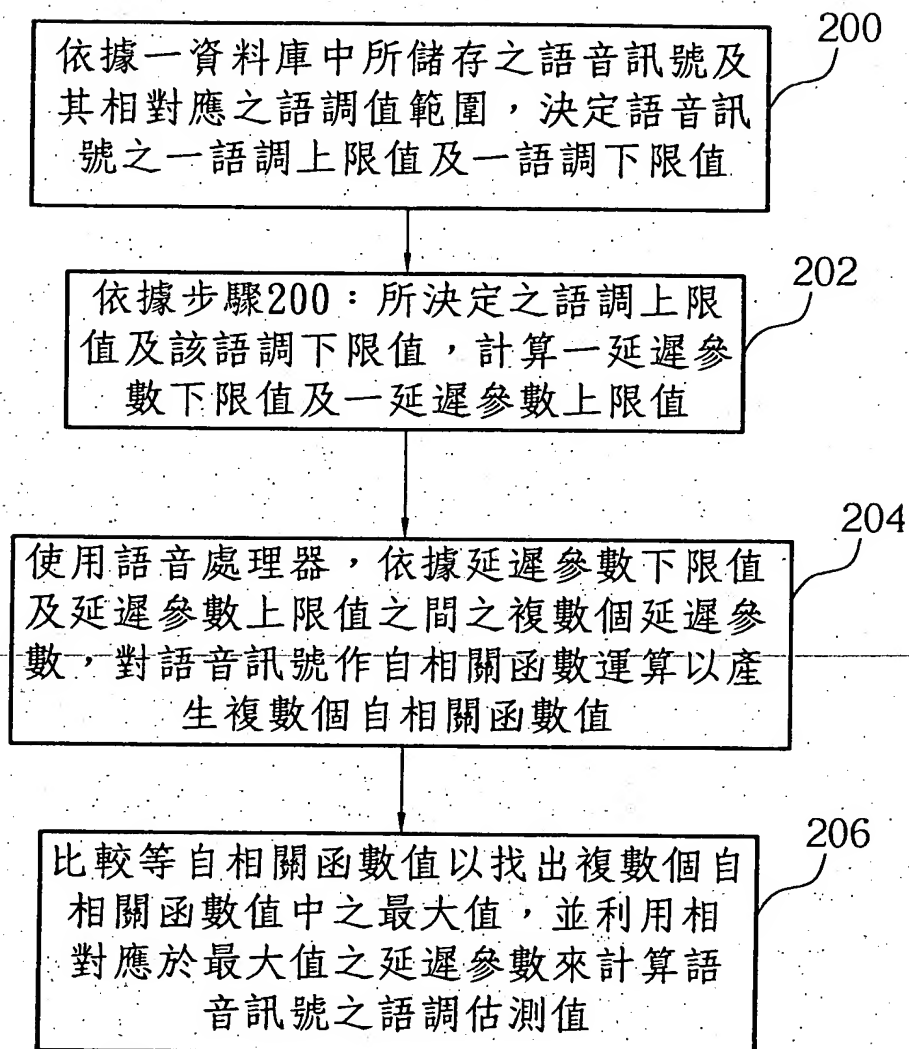 200
依據一資料庫中所儲存之語音訊號及
其相對應之語調值範圍，決定語音訊
號之一語調上限值及一語調下限值
202
依據步驟200：所決定之語調上限
值及該語調下限值，計算一延遲參
數下限值及一延遲參數上限值
204
使用語音處理器，依據延遲參數下限值
及延遲參數上限值之間之複數個延遲參
數，對語音訊號作自相關函數運算以產
生複數個自相關函數值
206
比較等自相關函數值以找出複數個自
相關函數值中之最大值，並利用相
對應於最大值之延遲參數來計算語
音訊號之語調估測值